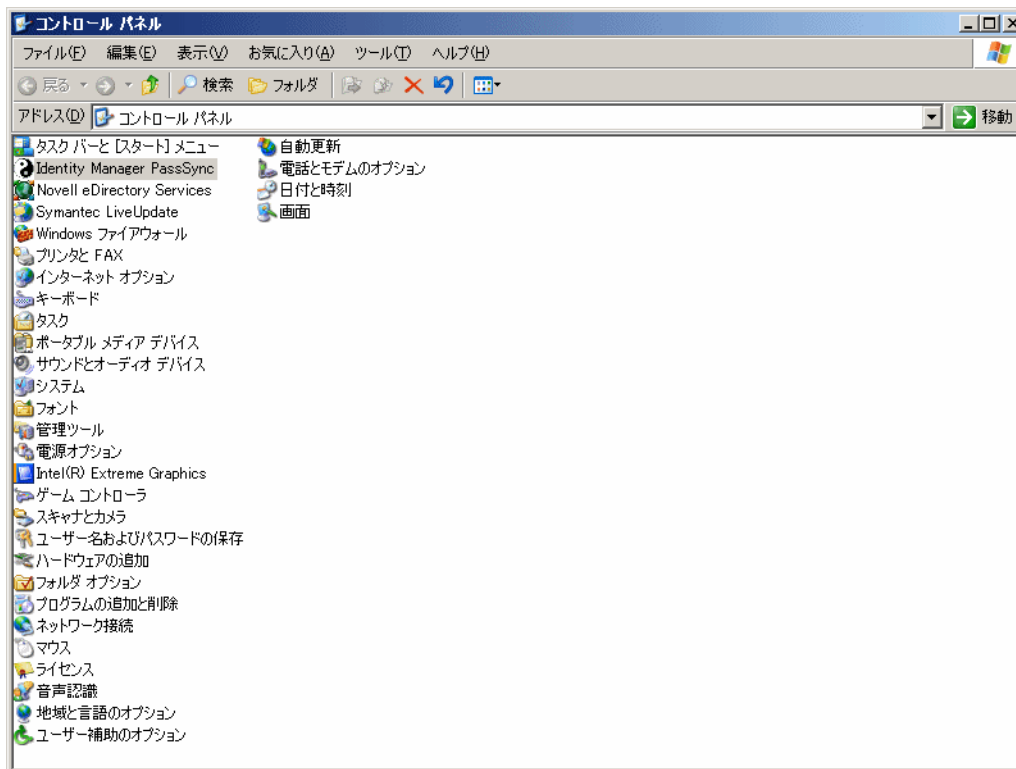 コントロール パネル
ファイル(F) 編集(E) 表示(V) お気に入り(A) ツール(T) ヘルプ(H)
戻る 検索 フォルダ
アドレス(D) コントロール パネル 移動
タスク バーと [スタート] メニュー
Identity Manager PassSync
Novell eDirectory Services
Symantec LiveUpdate
Windows ファイアウォール
プリンタと FAX
インターネット オプション
キーボード
タスク
ポータブル メディア デバイス
サウンドとオーディオ デバイス
システム
フォント
管理ツール
電源オプション
Intel(R) Extreme Graphics
ゲーム コントローラ
スキャナとカメラ
ユーザー名およびパスワードの保存
ハードウェアの追加
フォルダ オプション
プログラムの追加と削除
ネットワーク接続
マウス
ライセンス
音声認識
地域と言語のオプション
ユーザー補助のオプション
自動更新
電話とモデムのオプション
日付と時刻
画面